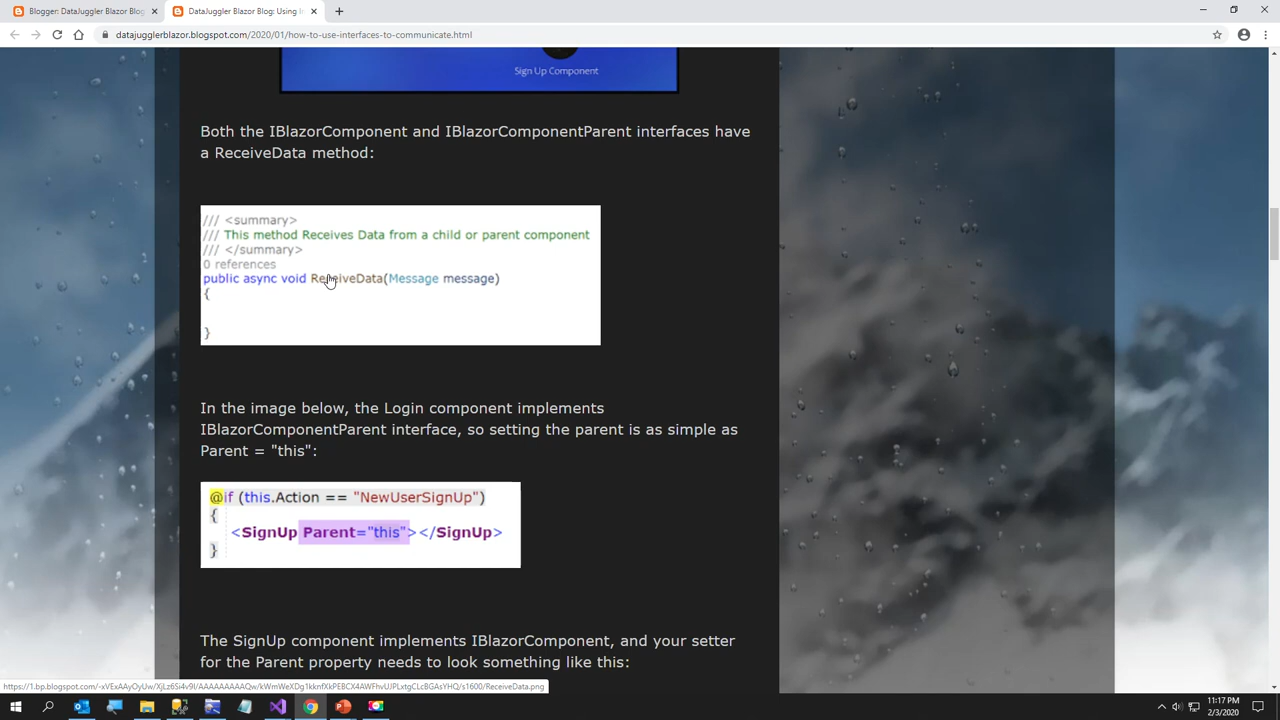 Blogger: DataJuggler Blazor Blog
DataJuggler Blazor Blog: Using In
datajugglerblazor.blogspot.com/2020/01/how-to-use-interfaces-to-communicate.html
Sign Up Component
Both the IBlazorComponent and IBlazorComponentParent interfaces have
a ReceiveData method:
/// <summary>
/// This method Receives Data from a child or parent component
/// </summary>
0 references
public async void ReceiveData(Message message)
{
}
In the image below, the Login component implements
IBlazorComponentParent interface, so setting the parent is as simple as
Parent = "this":
@if (this.Action == "NewUserSignUp")
{
<SignUp Parent="this"></SignUp>
}
The SignUp component implements IBlazorComponent, and your setter
for the Parent property needs to look something like this:
11:17 PM
2/3/2020